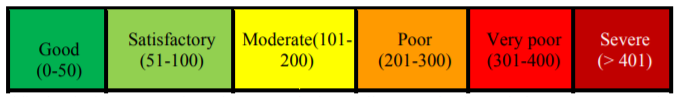 Good
(0-50)
Satisfactory
(51-100)
Moderate(101-
200)
Poor
(201-300)
Very poor
(301-400)
Severe
(> 401)